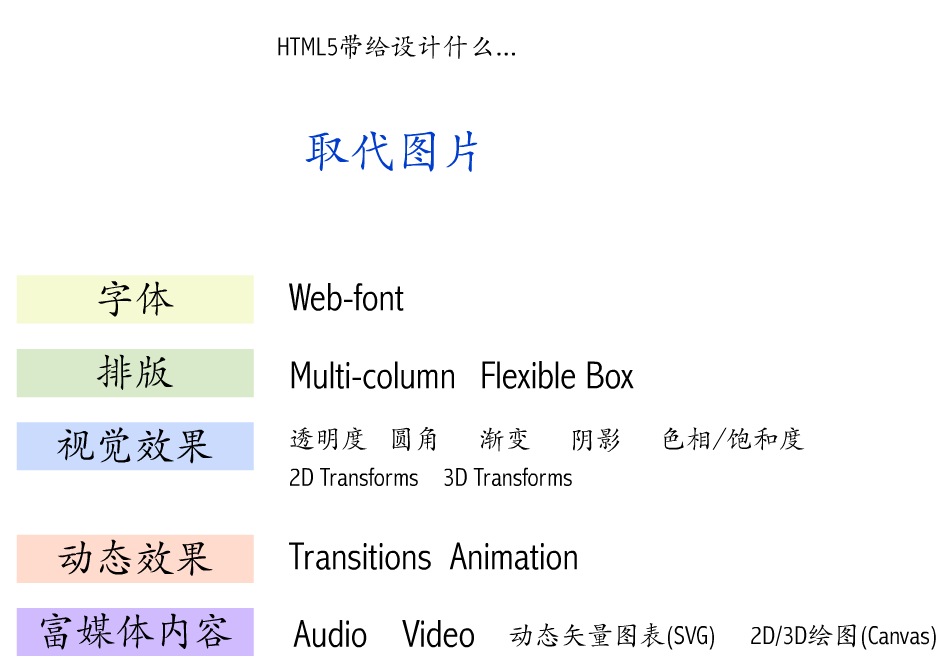 HTML5带给设计什么...
取代图片
字体 Web-font
排版 Multi-column Flexible Box
视觉效果 透明度 圆角 渐变 阴影 色相/饱和度
2D Transforms 3D Transforms
动态效果 Transitions Animation
富媒体内容 Audio Video 动态矢量图表(SVG) 2D/3D绘图(Canvas)